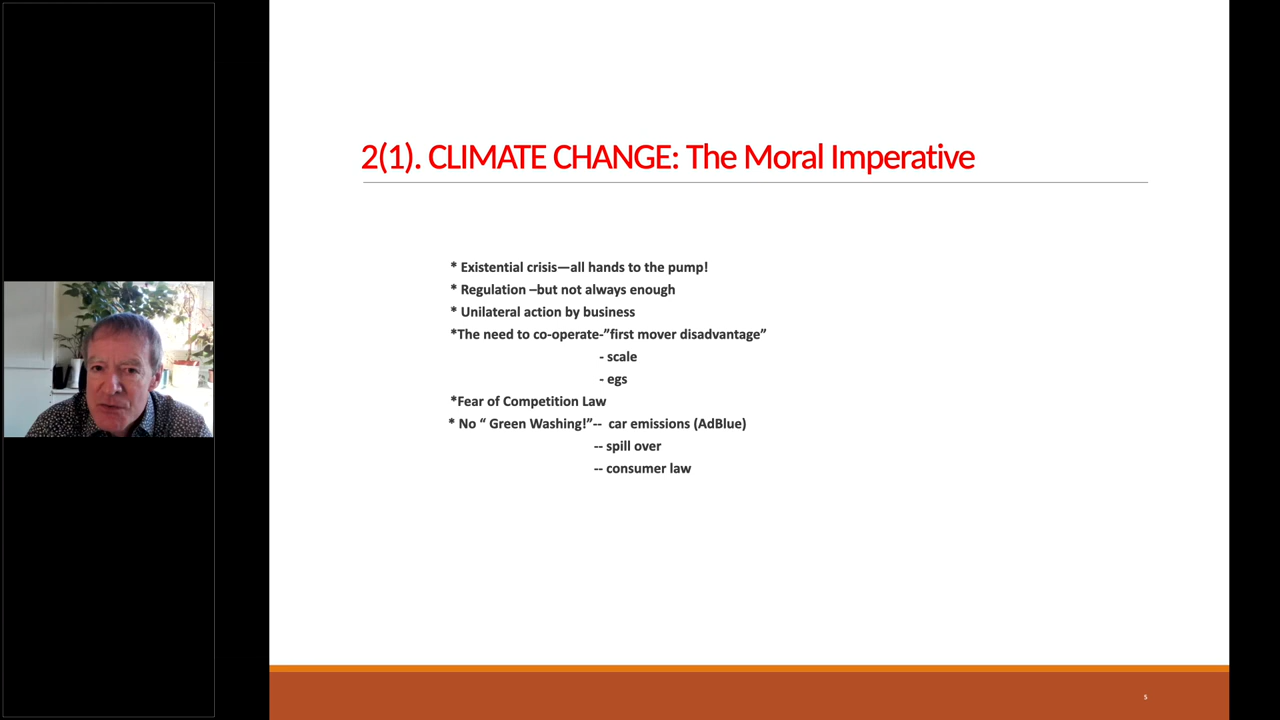 2(1). CLIMATE CHANGE: The Moral Imperative
* Existential crisis—all hands to the pump!
* Regulation –but not always enough
* Unilateral action by business
*The need to co-operate-”first mover disadvantage”
- scale
- egs
*Fear of Competition Law
* No “ Green Washing!”-- car emissions (AdBlue)
-- spill over
-- consumer law
5